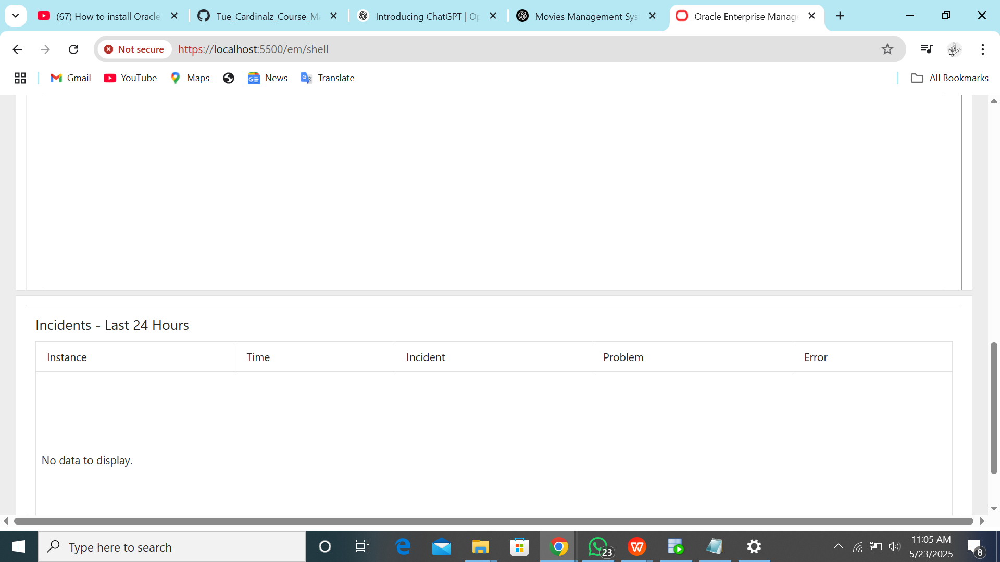 (67) How to install Oracle
Tue_Cardinalz_Course_M
Introducing ChatGPT | Op
Movies Management Sys
Oracle Enterprise Manag
Not secure
https://localhost:5500/em/shell
Gmail
YouTube
Maps
News
Translate
All Bookmarks
Incidents - Last 24 Hours
Instance
Time
Incident
Problem
Error
No data to display.
Type here to search
23
11:05 AM
5/23/2025
8